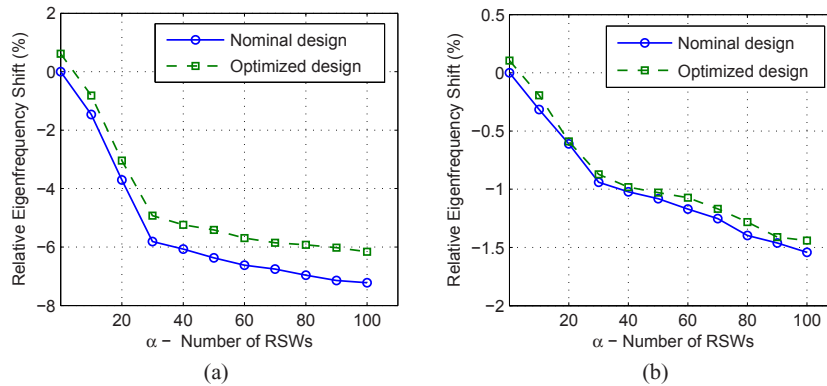 2
0
−2
−4
−6
−8
Relative Eigenfrequency Shift (%)
Nominal design
Optimized design
20 40 60 80 100
α − Number of RSWs
(a)
0.5
0
−0.5
−1
−1.5
−2
Relative Eigenfrequency Shift (%)
Nominal design
Optimized design
0 20 40 60 80 100
α − Number of RSWs
(b)